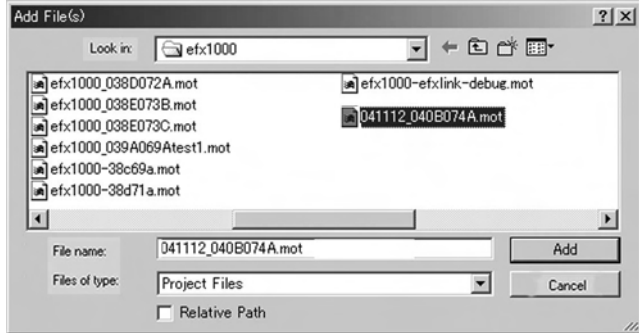 Add File(s)
Look in: efx1000
efx1000_038D072A.mot
efx1000_038E073B.mot
efx1000_038E073C.mot
efx1000_039A069Atest1.mot
efx1000-38c69a.mot
efx1000-38d71a.mot
efx1000-efxlink-debug.mot
041112_040B074A.mot
File name: 041112_040B074A.mot
Add
Files of type: Project Files
Cancel
Relative Path